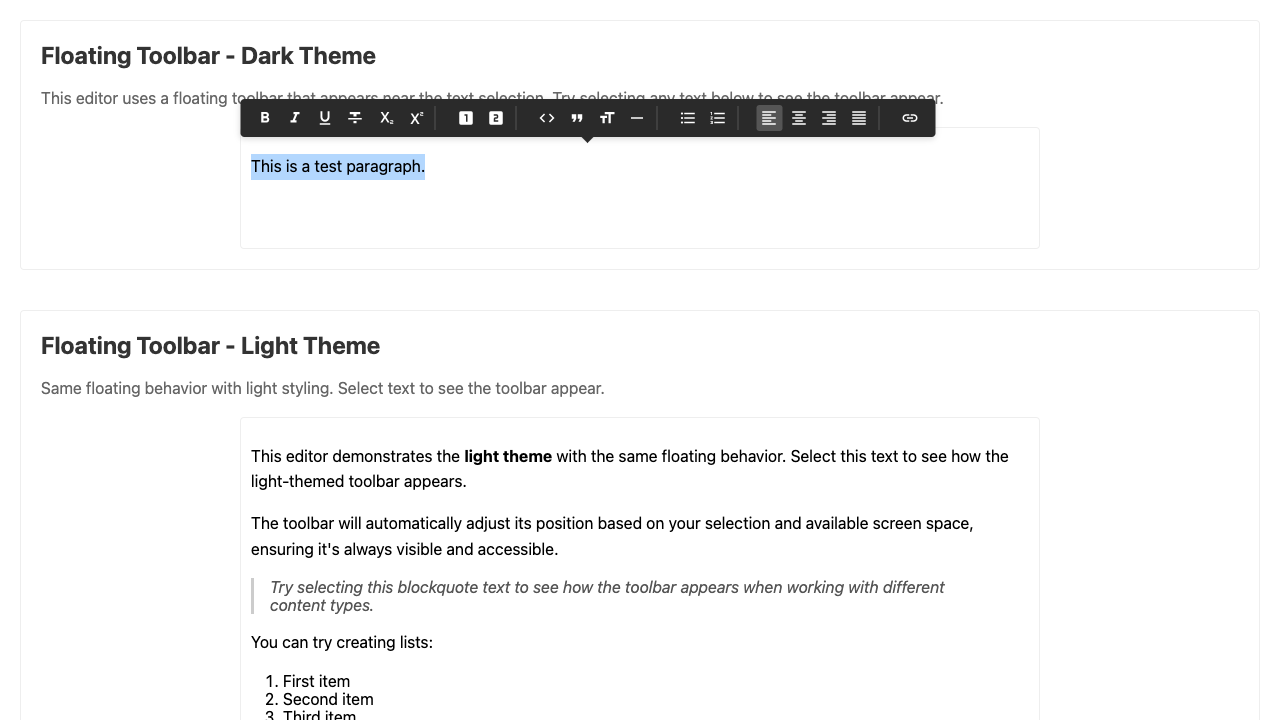 Floating Toolbar - Dark Theme
This editor uses a floating toolbar that appears near the text selection. Try selecting any text below to see the toolbar appear.
B I U T X₂ X² 1 2 TT
This is a test paragraph.
Floating Toolbar - Light Theme
Same floating behavior with light styling. Select text to see the toolbar appear.
This editor demonstrates the light theme with the same floating behavior. Select this text to see how the
light-themed toolbar appears.
The toolbar will automatically adjust its position based on your selection and available screen space,
ensuring it's always visible and accessible.
Try selecting this blockquote text to see how the toolbar appears when working with different
content types.
You can try creating lists:
1. First item
2. Second item
3. Third item